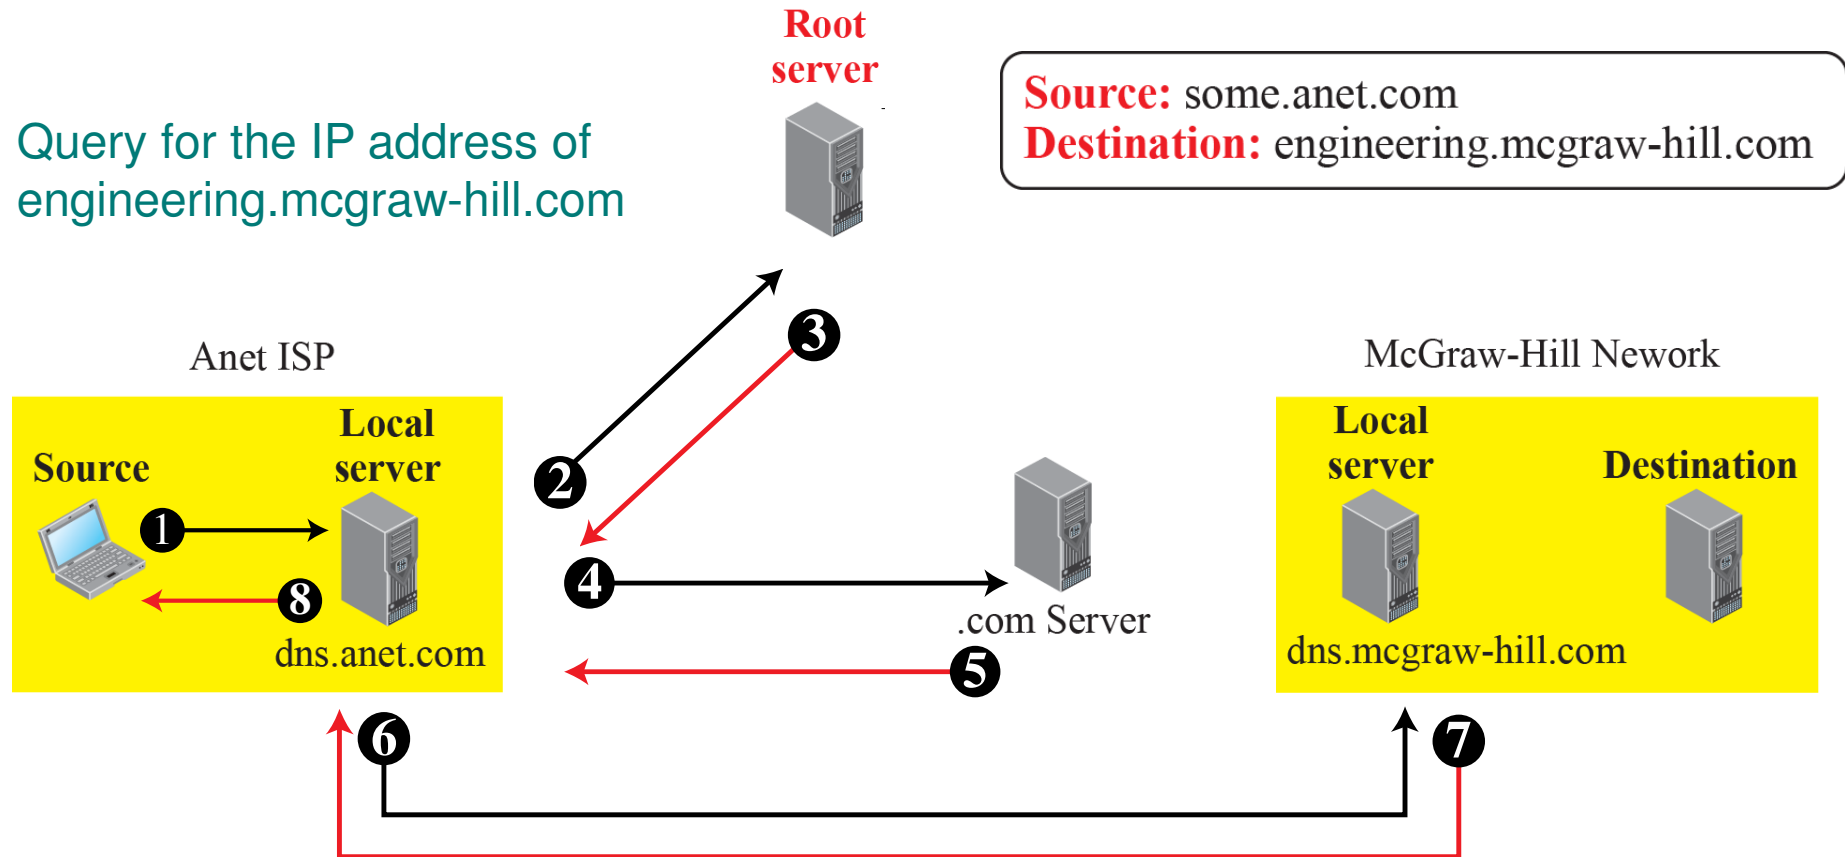 Root
server
Source: some.anet.com
Destination: engineering.mcgraw-hill.com
Query for the IP address of
engineering.mcgraw-hill.com
3
Anet ISP
McGraw-Hill Nework
Local
server
Source
Local
server
Destination
2
1
4
8
.com Server
dns.anet.com
dns.mcgraw-hill.com
5
6
7